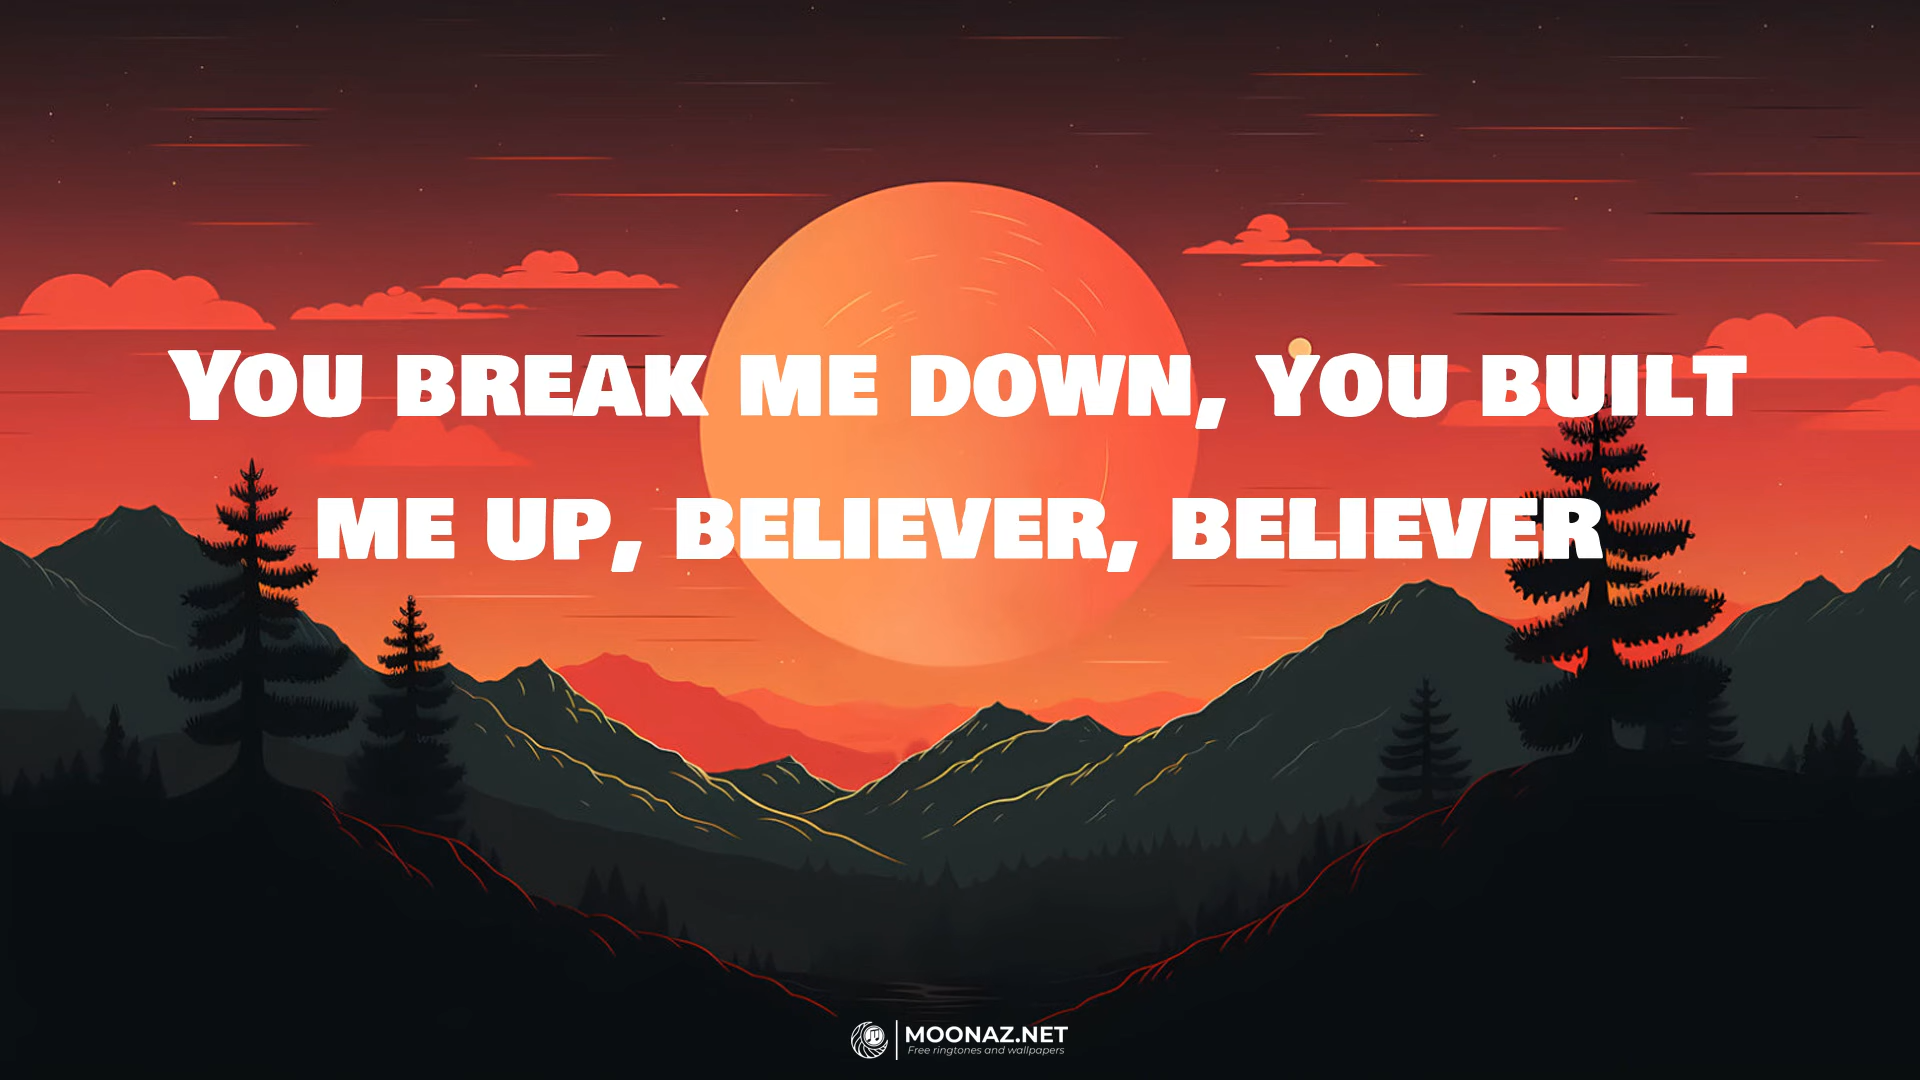 YOU BREAK ME DOWN, YOU BUILT
ME UP, BELIEVER, BELIEVER
MOONAZ.NET
Free ringtones and wallpapers